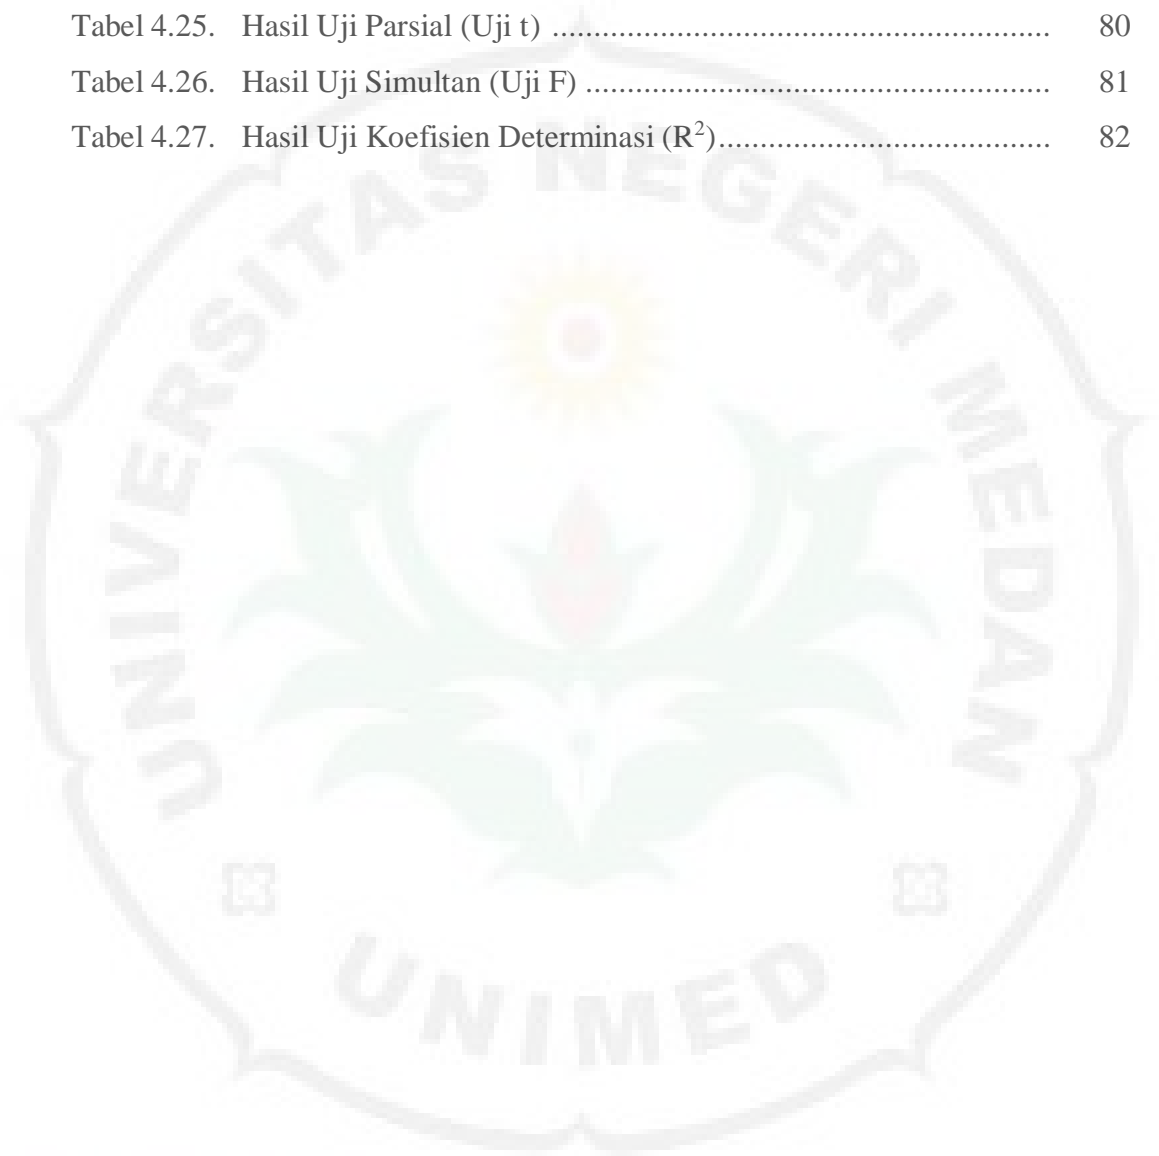 Tabel 4.25. Hasil Uji Parsial (Uji t) ............................................................ 80
Tabel 4.26. Hasil Uji Simultan (Uji F) ........................................................ 81
Tabel 4.27. Hasil Uji Koefisien Determinasi (R²)........................................ 82
UNIVERSITAS NEGERI MEDAN
UNIMED